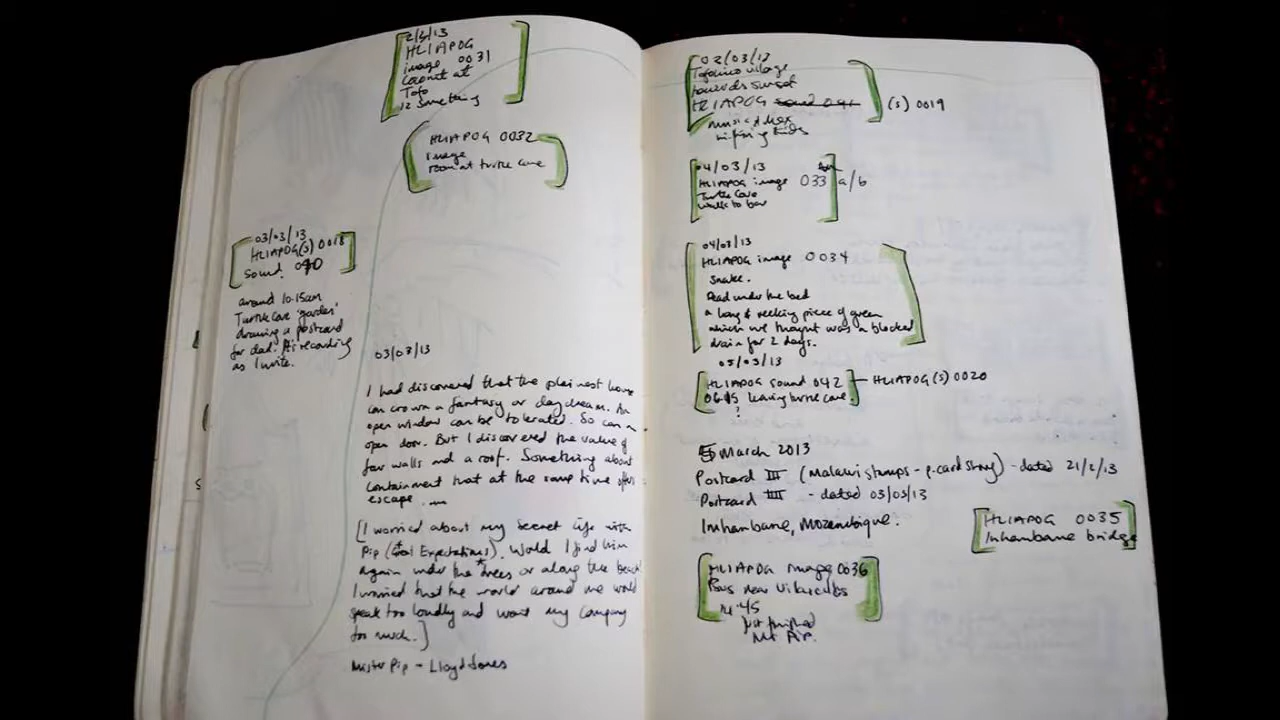 2/3/13
HLIAPOG
image 0031
Coconut at
Tofo
12 something
HLIAPOG 0032
image
room at turtle cove
03/03/13
HLIAPOG(S) 0018
Sound 040
around 10.15am
Turtle Cove garden,
drawing a postcard
for dad. A's recording
as I write.
03/03/13
I had discovered that the plainest house
can crown a fantasy or daydream. An
open window can be tolerated. So can an
open door. But I discovered the value of
four walls and a roof. Something about
containment that at the same time offers
escape ...
[I worried about my secret life with
Pip (Great Expectations). Would I find him
again under the trees or along the beach
I worried that the world around me would
speak too loudly and want my company
too much.]
Mister Pip - Lloyd Jones
02/03/13
Tofinho village
towards sunset
HLIAPOG sound 041 (S) 0019
music
kids
04/03/13
HLIAPOG image 033 a/b
Turtle Cove
walk to bar
04/03/13
HLIAPOG image 0034
Snake.
Dead under the bed
a long & reeking piece of green
which we thought was a blocked
drain for 2 days.
05/03/13
HLIAPOG sound 042 — HLIAPOG(S) 0020
0645 leaving turtle cove.
?
5 March 2013
Postcard III (Malawi stamps - p.card story) - dated 21/2/13
Postcard IIII - dated 03/03/13
Inhambane, Mozambique.
HLIAPOG 0035
Inhambane bridge
HLIAPOG image 0036
Bus near Vilanculos
14:45
just finished
Mr Pip.